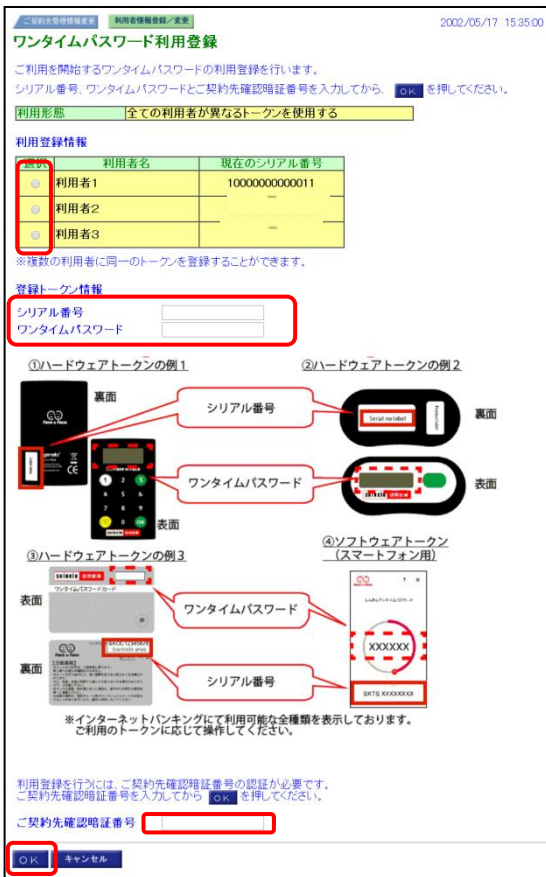 ご契約先管理情報変更 利用者情報登録／変更 2002/05/17 15:35:00
ワンタイムパスワード利用登録
ご利用を開始するワンタイムパスワードの利用登録を行います。
シリアル番号、ワンタイムパスワードとご契約先確認暗証番号を入力してから、 OK を押してください。
利用形態 全ての利用者が異なるトークンを使用する
利用登録情報
選択 利用者名 現在のシリアル番号
利用者1 10000000000011
利用者2 －
利用者3 －
※複数の利用者に同一のトークンを登録することができます。
登録トークン情報
シリアル番号
ワンタイムパスワード
①ハードウェアトークンの例１ ②ハードウェアトークンの例２
裏面
シリアル番号
Serial no label
裏面
Face to Face
ワンタイムパスワード
1 2 3
4 5 6
7 8 9
0 OK
表面
表面
③ハードウェアトークンの例３ ④ソフトウェアトークン
（スマートフォン用）
ワンタイムパスワードカード
表面
ワンタイムパスワード
XXXXXX
裏面
Face to Face
Barcode area
シリアル番号
SKTS XXXXXXXX
※インターネットバンキングにて利用可能な全種類を表示しております。
ご利用のトークンに応じて操作してください。
利用登録を行うには、ご契約先確認暗証番号の認証が必要です。
ご契約先確認暗証番号を入力してから OK を押してください。
ご契約先確認暗証番号
OK キャンセル